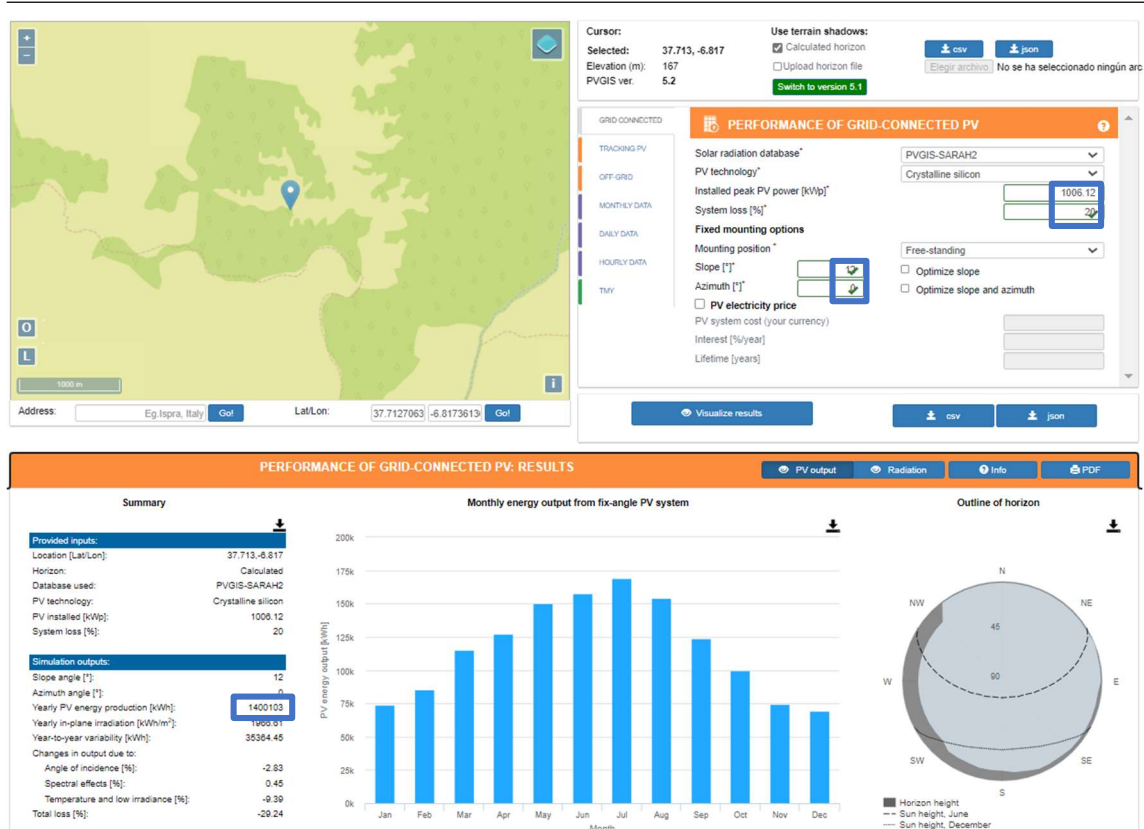 +
−
O
L
1000 m
i
Address:
Eg.Ispra, Italy
Go!
Lat/Lon:
37.7127063
-6.8173613
Go!
Cursor:
Selected: 37.713, -6.817
Elevation (m): 167
PVGIS ver. 5.2
Use terrain shadows:
Calculated horizon
Upload horizon file
Switch to version 5.1
csv
json
Elegir archivo No se ha seleccionado ningún arc
GRID CONNECTED
TRACKING PV
OFF-GRID
MONTHLY DATA
DAILY DATA
HOURLY DATA
TMY
PERFORMANCE OF GRID-CONNECTED PV
?
Solar radiation database* PVGIS-SARAH2
PV technology* Crystalline silicon
Installed peak PV power [kWp]* 1006.12
System loss [%]* 20
Fixed mounting options
Mounting position * Free-standing
Slope [°]* 12 Optimize slope
Azimuth [°]* 0 Optimize slope and azimuth
PV electricity price
PV system cost (your currency)
Interest [%/year]
Lifetime [years]
Visualize results
csv
json
PERFORMANCE OF GRID-CONNECTED PV: RESULTS
PV output
Radiation
Info
PDF
Summary
Provided inputs:
Location [Lat/Lon]: 37.713,-6.817
Horizon: Calculated
Database used: PVGIS-SARAH2
PV technology: Crystalline silicon
PV installed [kWp]: 1006.12
System loss [%]: 20
Simulation outputs:
Slope angle [°]: 12
Azimuth angle [°]: 0
Yearly PV energy production [kWh]: 1400103
Yearly in-plane irradiation [kWh/m²]: 1966.61
Year-to-year variability [kWh]: 35364.45
Changes in output due to:
Angle of incidence [%]: -2.83
Spectral effects [%]: 0.45
Temperature and low irradiance [%]: -9.39
Total loss [%]: -29.24
Monthly energy output from fix-angle PV system
PV energy output [kWh]
200k
175k
150k
125k
100k
75k
50k
25k
0k
Jan Feb Mar Apr May Jun Jul Aug Sep Oct Nov Dec
Month
Outline of horizon
N
NW
NE
45
W
90
E
SW
SE
S
Horizon height
Sun height, June
Sun height, December